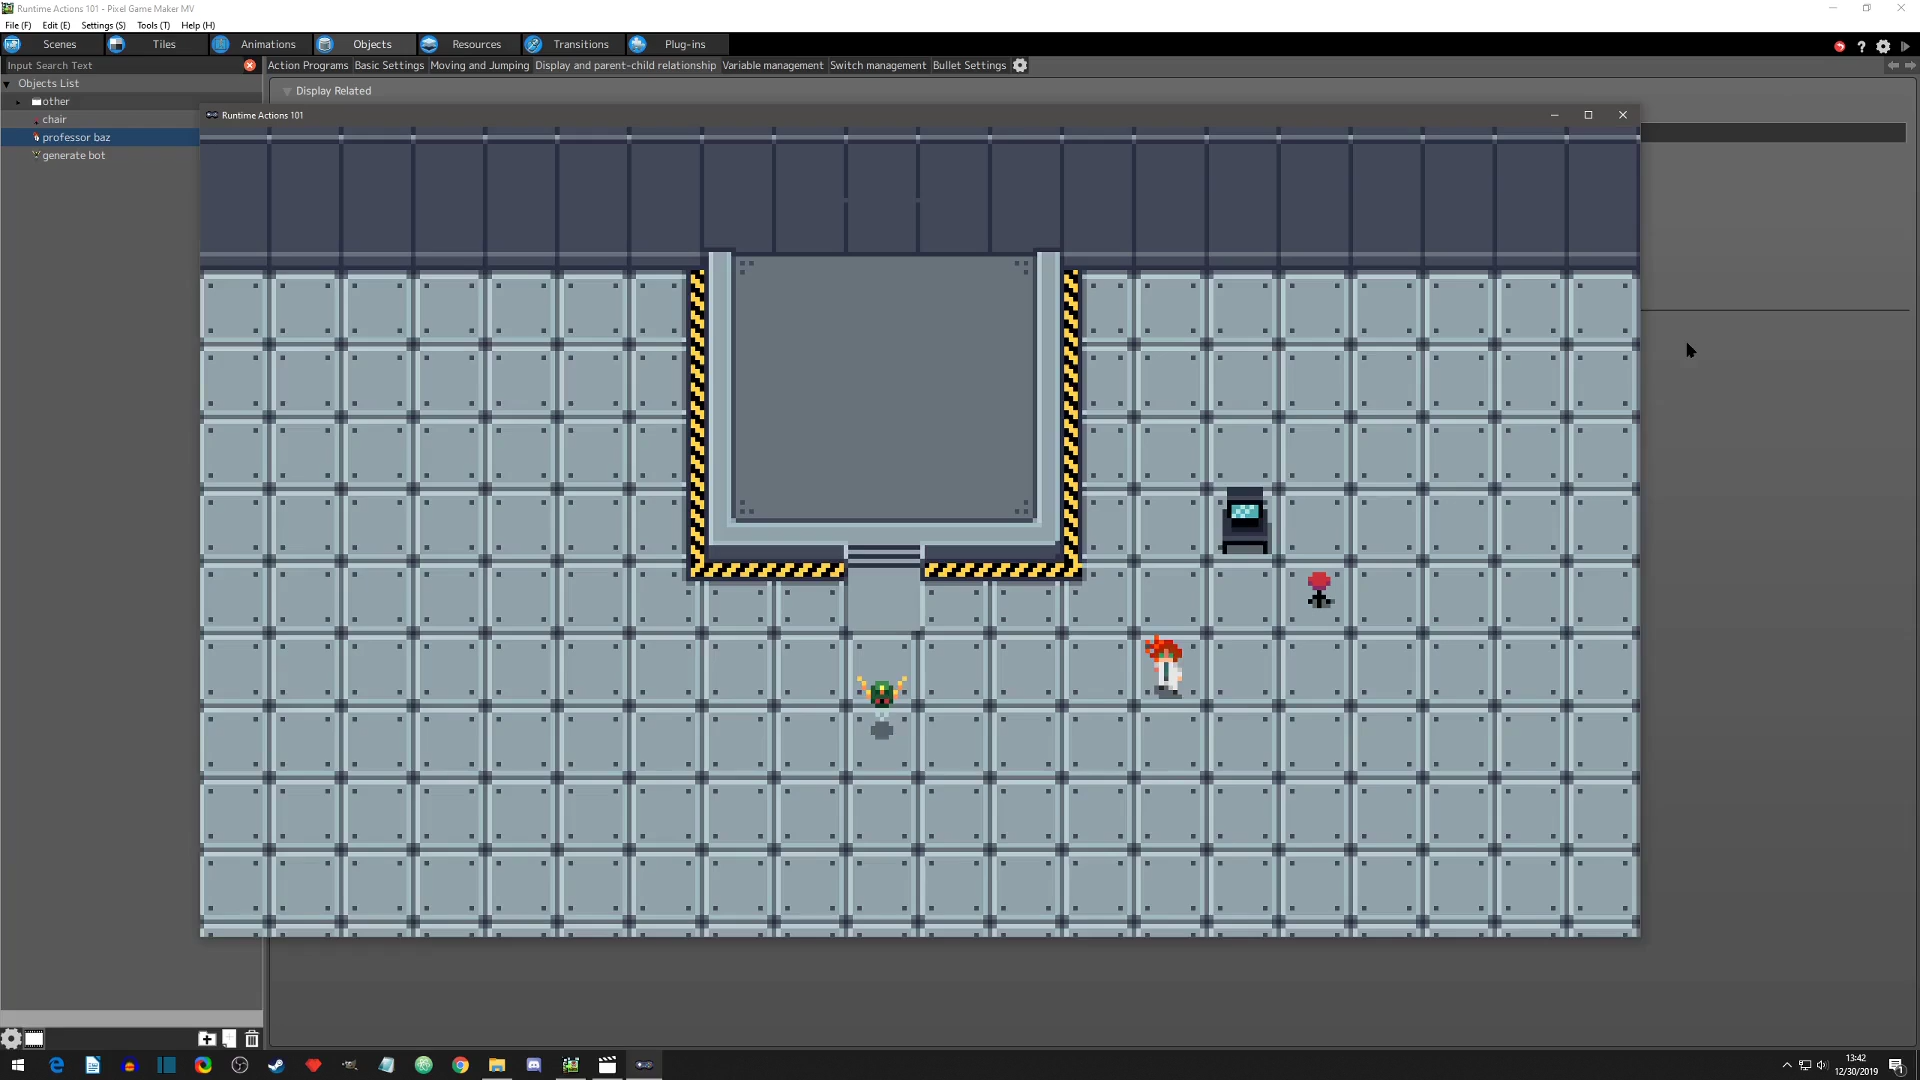 Runtime Actions 101 - Pixel Game Maker MV
File (F) Edit (E) Settings (S) Tools (T) Help (H)
Scenes Tiles Animations Objects Resources Transitions Plug-ins
Input Search Text
Action Programs Basic Settings Moving and Jumping Display and parent-child relationship Variable management Switch management Bullet Settings
Objects List
Display Related
other
Runtime Actions 101
chair
professor baz
generate bot
13:42
12/30/2019